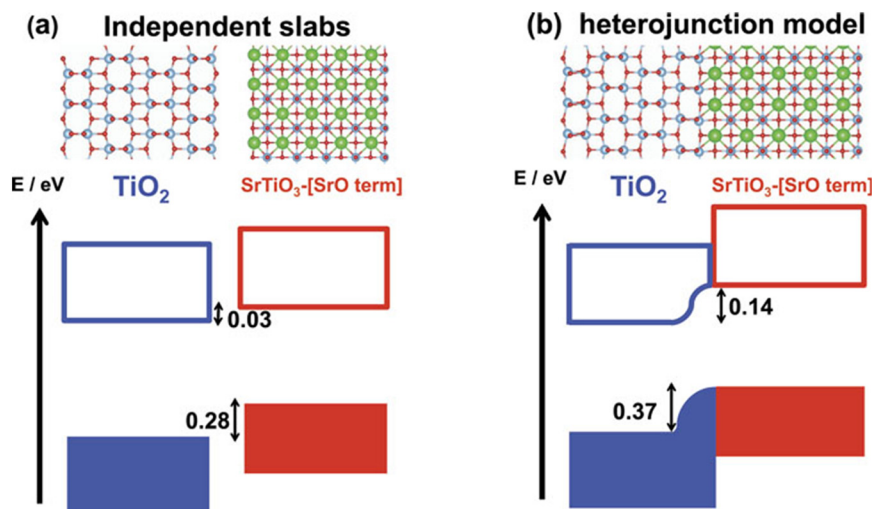 (a) Independent slabs
E / eV
TiO₂
SrTiO₃-[SrO term]
0.03
0.28
(b) heterojunction model
E / eV
TiO₂
SrTiO₃-[SrO term]
0.14
0.37